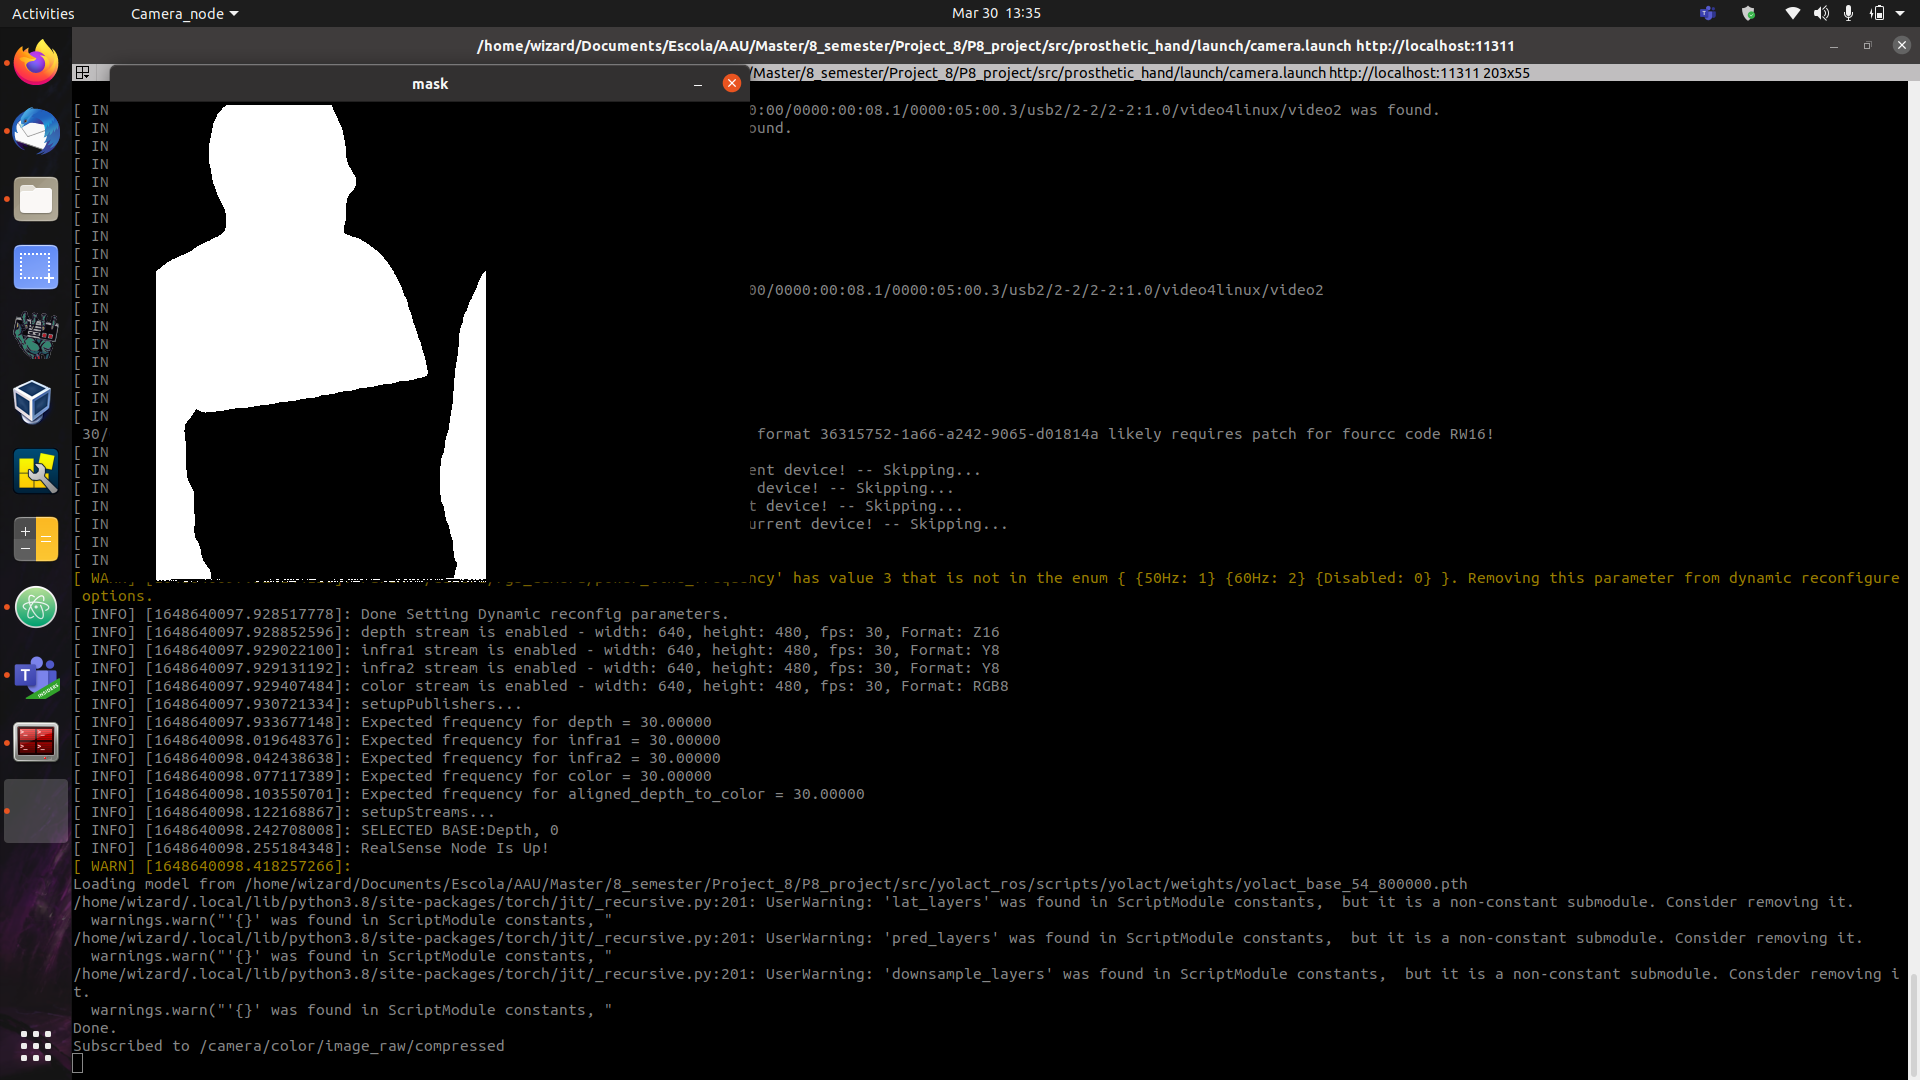 Activities
Camera_node
Mar 30 13:35
/home/wizard/Documents/Escola/AAU/Master/8_semester/Project_8/P8_project/src/prosthetic_hand/launch/camera.launch http://localhost:11311
/Master/8_semester/Project_8/P8_project/src/prosthetic_hand/launch/camera.launch http://localhost:11311 203x55
mask
[ IN :00/0000:00:08.1/0000:05:00.3/usb2/2-2/2-2:1.0/video4linux/video2 was found.
[ IN ound.
[ IN
[ IN
[ IN
[ IN
[ IN
[ IN
[ IN
[ IN
[ IN 00/0000:00:08.1/0000:05:00.3/usb2/2-2/2-2:1.0/video4linux/video2
[ IN
[ IN
[ IN
[ IN
[ IN
[ IN
[ IN
30/ format 36315752-1a66-a242-9065-d01814a likely requires patch for fourcc code RW16!
[ IN
[ IN ent device! -- Skipping...
[ IN device! -- Skipping...
[ IN t device! -- Skipping...
[ IN urrent device! -- Skipping...
[ IN
[ IN
[ WA ncy' has value 3 that is not in the enum { {50Hz: 1} {60Hz: 2} {Disabled: 0} }. Removing this parameter from dynamic reconfigure
options.
[ INFO] [1648640097.928517778]: Done Setting Dynamic reconfig parameters.
[ INFO] [1648640097.928852596]: depth stream is enabled - width: 640, height: 480, fps: 30, Format: Z16
[ INFO] [1648640097.929022100]: infra1 stream is enabled - width: 640, height: 480, fps: 30, Format: Y8
[ INFO] [1648640097.929131192]: infra2 stream is enabled - width: 640, height: 480, fps: 30, Format: Y8
[ INFO] [1648640097.929407484]: color stream is enabled - width: 640, height: 480, fps: 30, Format: RGB8
[ INFO] [1648640097.930721334]: setupPublishers...
[ INFO] [1648640097.933677148]: Expected frequency for depth = 30.00000
[ INFO] [1648640098.019648376]: Expected frequency for infra1 = 30.00000
[ INFO] [1648640098.042438638]: Expected frequency for infra2 = 30.00000
[ INFO] [1648640098.077117389]: Expected frequency for color = 30.00000
[ INFO] [1648640098.103550701]: Expected frequency for aligned_depth_to_color = 30.00000
[ INFO] [1648640098.122168867]: setupStreams...
[ INFO] [1648640098.242708008]: SELECTED BASE:Depth, 0
[ INFO] [1648640098.255184348]: RealSense Node Is Up!
[ WARN] [1648640098.418257266]:
Loading model from /home/wizard/Documents/Escola/AAU/Master/8_semester/Project_8/P8_project/src/yolact_ros/scripts/yolact/weights/yolact_base_54_800000.pth
/home/wizard/.local/lib/python3.8/site-packages/torch/jit/_recursive.py:201: UserWarning: 'lat_layers' was found in ScriptModule constants,  but it is a non-constant submodule. Consider removing it.
  warnings.warn("'{}' was found in ScriptModule constants, "
/home/wizard/.local/lib/python3.8/site-packages/torch/jit/_recursive.py:201: UserWarning: 'pred_layers' was found in ScriptModule constants,  but it is a non-constant submodule. Consider removing it.
  warnings.warn("'{}' was found in ScriptModule constants, "
/home/wizard/.local/lib/python3.8/site-packages/torch/jit/_recursive.py:201: UserWarning: 'downsample_layers' was found in ScriptModule constants,  but it is a non-constant submodule. Consider removing i
t.
  warnings.warn("'{}' was found in ScriptModule constants, "
Done.
Subscribed to /camera/color/image_raw/compressed